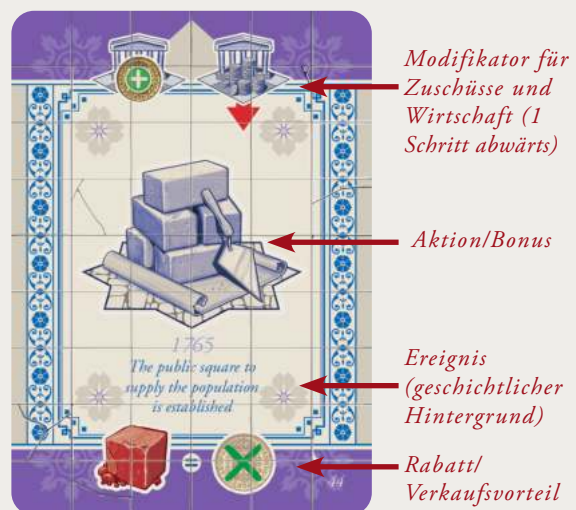 Modifikator für
Zuschüsse und
Wirtschaft (1
Schritt abwärts)
Aktion/Bonus
1765
The public square to
supply the population
is established
Ereignis
(geschichtlicher
Hintergrund)
Rabatt/
Verkaufsvorteil
44